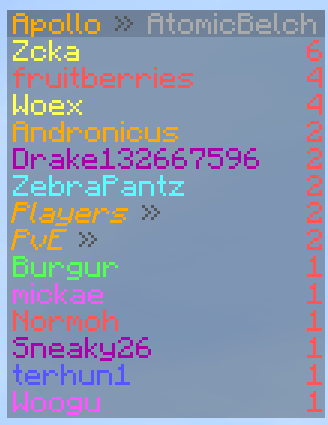 Apollo » AtomicBelch
Zcka 6
fruitberries 4
Woex 4
Andronicus 2
Drake132667596 2
ZebraPantz 2
Players » 2
PvE » 2
Burgur 1
mickae 1
Normoh 1
Sneaky26 1
terhun1 1
Woogu 1